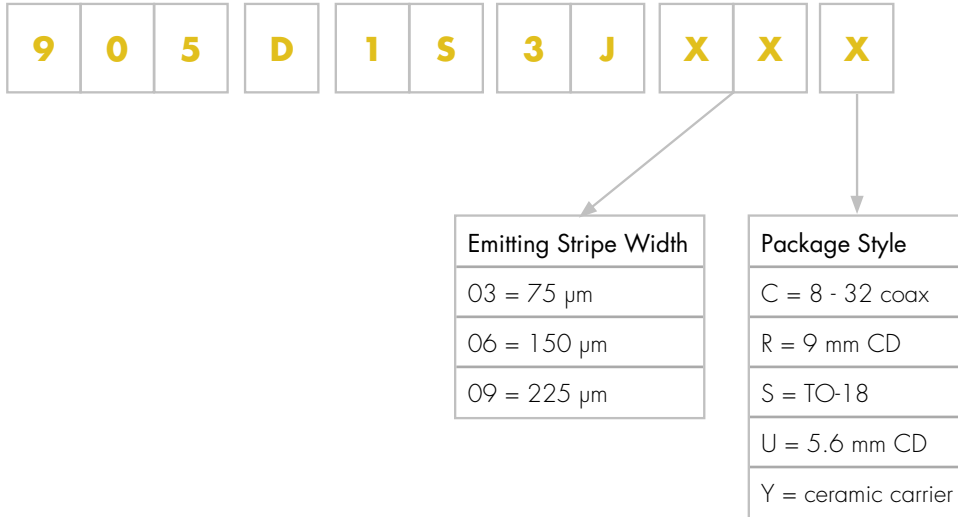 9 0 5 D 1 S 3 J X X X
Emitting Stripe Width
03 = 75 µm
06 = 150 µm
09 = 225 µm
Package Style
C = 8 - 32 coax
R = 9 mm CD
S = TO-18
U = 5.6 mm CD
Y = ceramic carrier